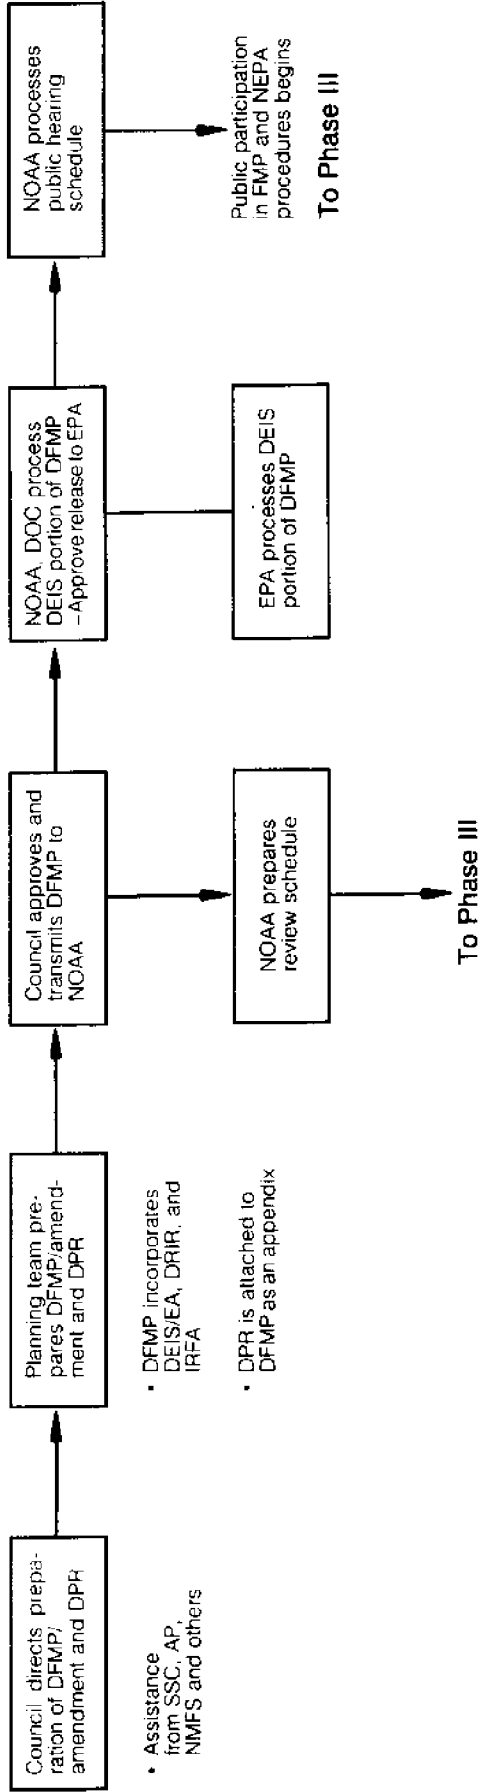 Council directs prepa-
ration of DFMP/
amendment and DPR
• Assistance
from SSC, AP,
NMFS and others
Planning team pre-
pares DFMP/amend-
ment and DPR
• DFMP incorporates
DEIS/EA, DRIR, and
IRFA
• DPR is attached to
DFMP as an appendix
Council approves and
transmits DFMP to
NOAA
NOAA prepares
review schedule
To Phase III
NOAA, DOC process
DEIS portion of DFMP
–Approve release to EPA
EPA processes DEIS
portion of DFMP
NOAA processes
public hearing
schedule
Public participation
in FMP and NEPA
procedures begins
To Phase III